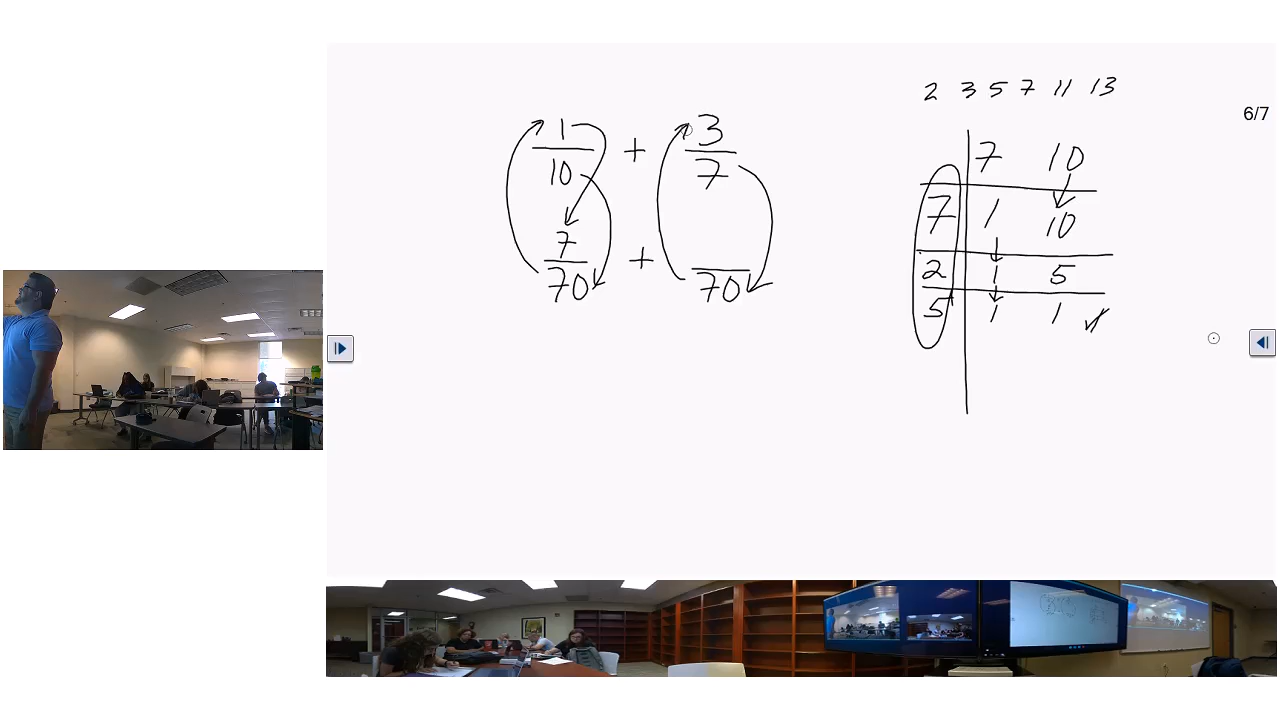 2 3 5 7 11 13
6/7
1/10 + 3/7
7/70 + /70
7 10
7 1 10
2 1 5
5 1 1